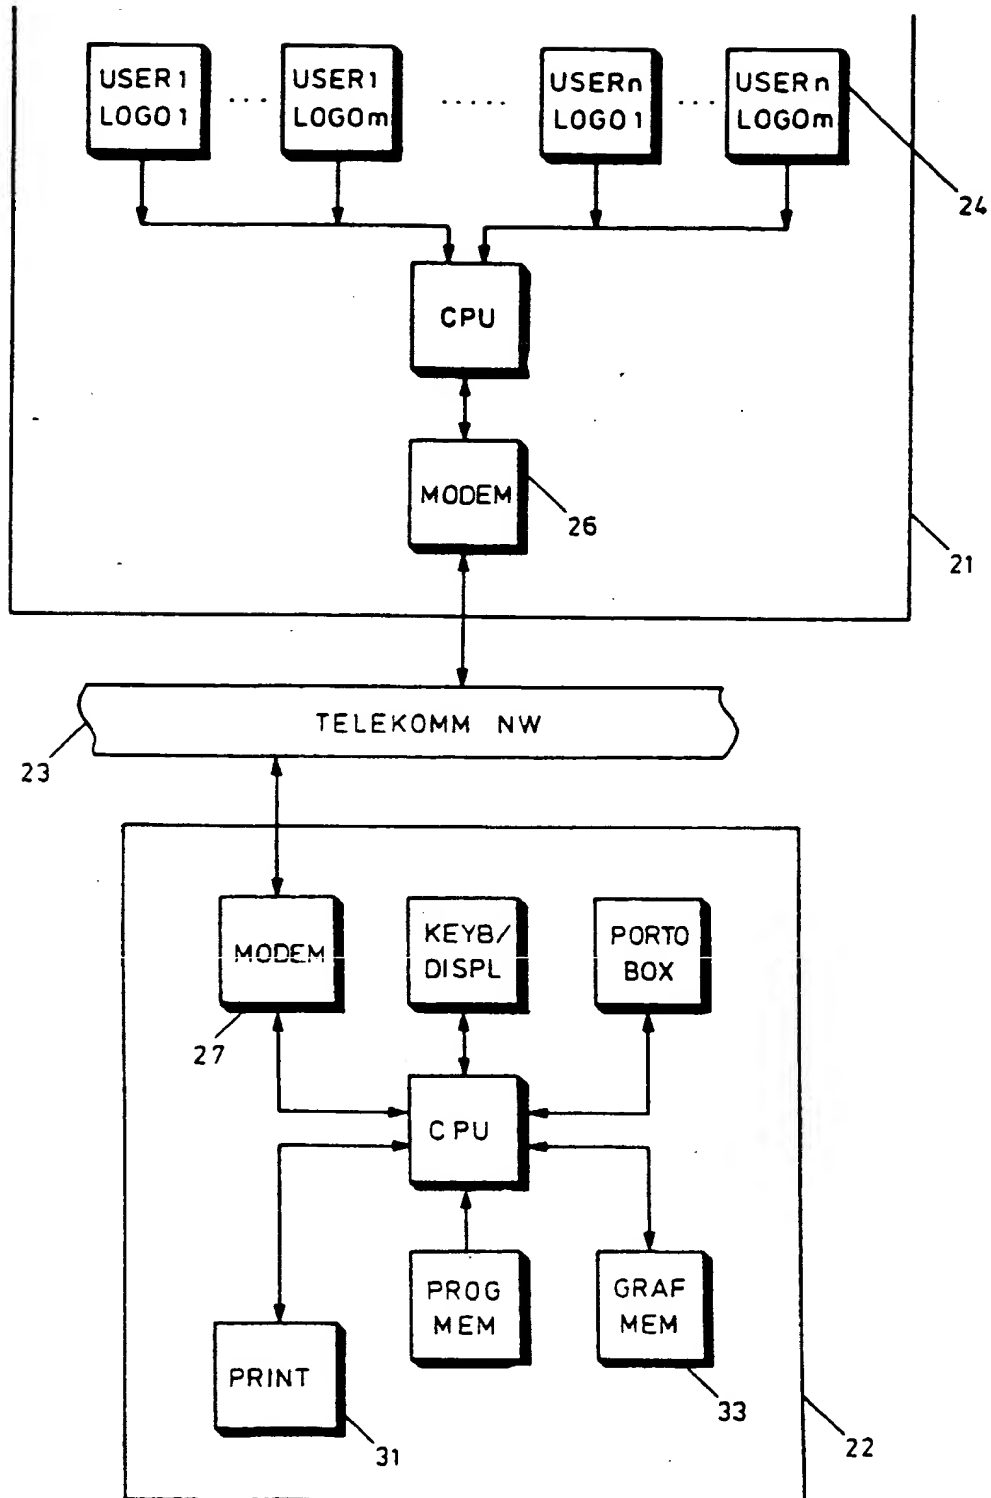 USER1
LOGO1
....
USER1
LOGOm
.....
USERn
LOGO1
...
USERn
LOGOm
24
CPU
MODEM
26
21
TELEKOMM NW
23
MODEM
27
KEYB/
DISPL
PORTO
BOX
CPU
PROG
MEM
GRAF
MEM
33
PRINT
31
22